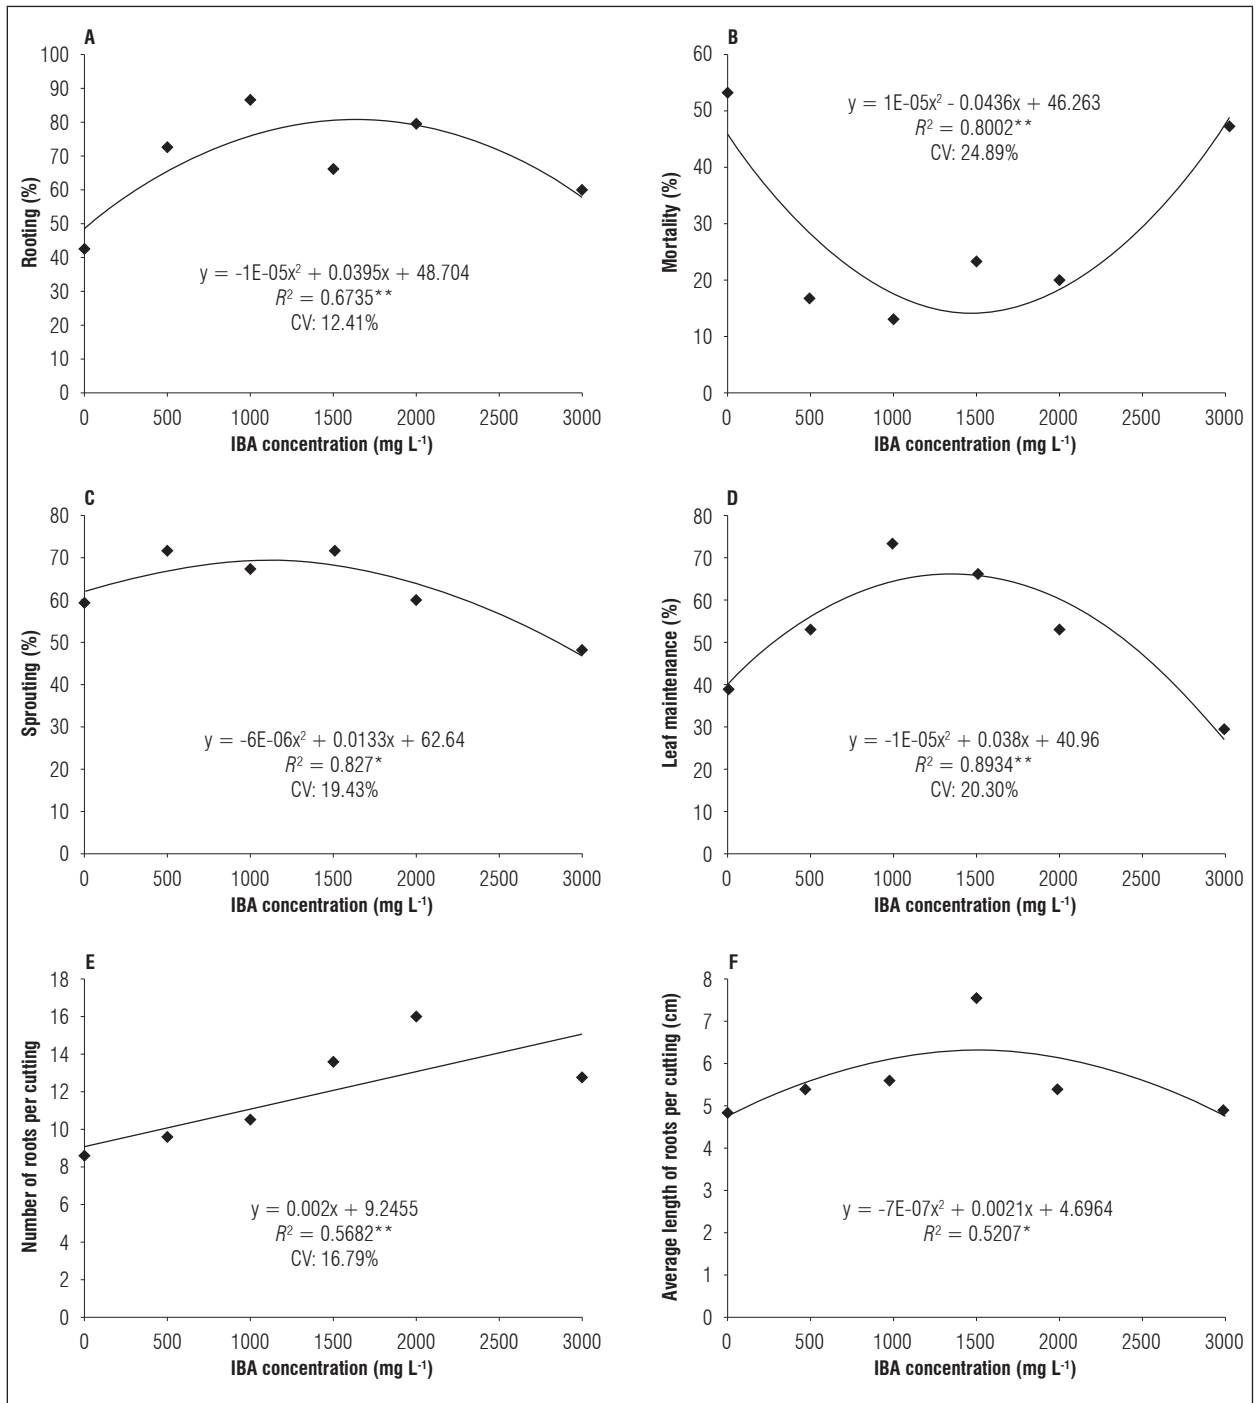 A
Rooting (%)
100
90
80
70
60
50
40
30
20
10
0
y = -1E-05x² + 0.0395x + 48.704
R² = 0.6735**
CV: 12.41%
0 500 1000 1500 2000 2500 3000
IBA concentration (mg L⁻¹)
B
Mortality (%)
60
50
40
30
20
10
0
y = 1E-05x² - 0.0436x + 46.263
R² = 0.8002**
CV: 24.89%
0 500 1000 1500 2000 2500 3000
IBA concentration (mg L⁻¹)
C
Sprouting (%)
80
70
60
50
40
30
20
10
0
y = -6E-06x² + 0.0133x + 62.64
R² = 0.827*
CV: 19.43%
0 500 1000 1500 2000 2500 3000
IBA concentration (mg L⁻¹)
D
Leaf maintenance (%)
80
70
60
50
40
30
20
10
0
y = -1E-05x² + 0.038x + 40.96
R² = 0.8934**
CV: 20.30%
0 500 1000 1500 2000 2500 3000
IBA concentration (mg L⁻¹)
E
Number of roots per cutting
18
16
14
12
10
8
6
4
2
0
y = 0.002x + 9.2455
R² = 0.5682**
CV: 16.79%
0 500 1000 1500 2000 2500 3000
IBA concentration (mg L⁻¹)
F
Average length of roots per cutting (cm)
8
7
6
5
4
3
2
1
0
y = -7E-07x² + 0.0021x + 4.6964
R² = 0.5207*
0 500 1000 1500 2000 2500 3000
IBA concentration (mg L⁻¹)